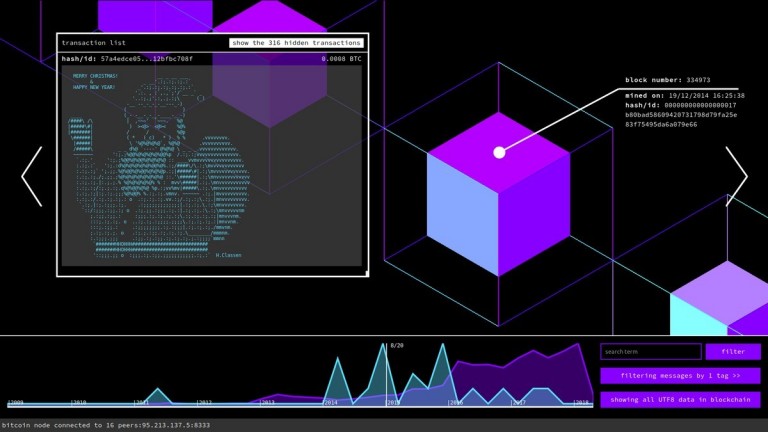 transaction list
show the 316 hidden transactions
hash/id: 57a4edce05...12bfbc708f
0.0088 BTC
MERRY CHRISTMAS!
&
HAPPY NEW YEAR!
H.Classen
block number: 334973
mined on: 19/12/2014 16:25:38
hash/id: 0000000000000000017
b80bad58609420731798d79fa25e
83f75495da6a079e66
8/20
|2009 |2010 |2011 |2012 |2013 |2014 |2015 |2016 |2017 |2018
search term
filter
filtering messages by 1 tag >>
showing all UTF8 data in blockchain
bitcoin node connected to 16 peers:95.213.137.5:8333